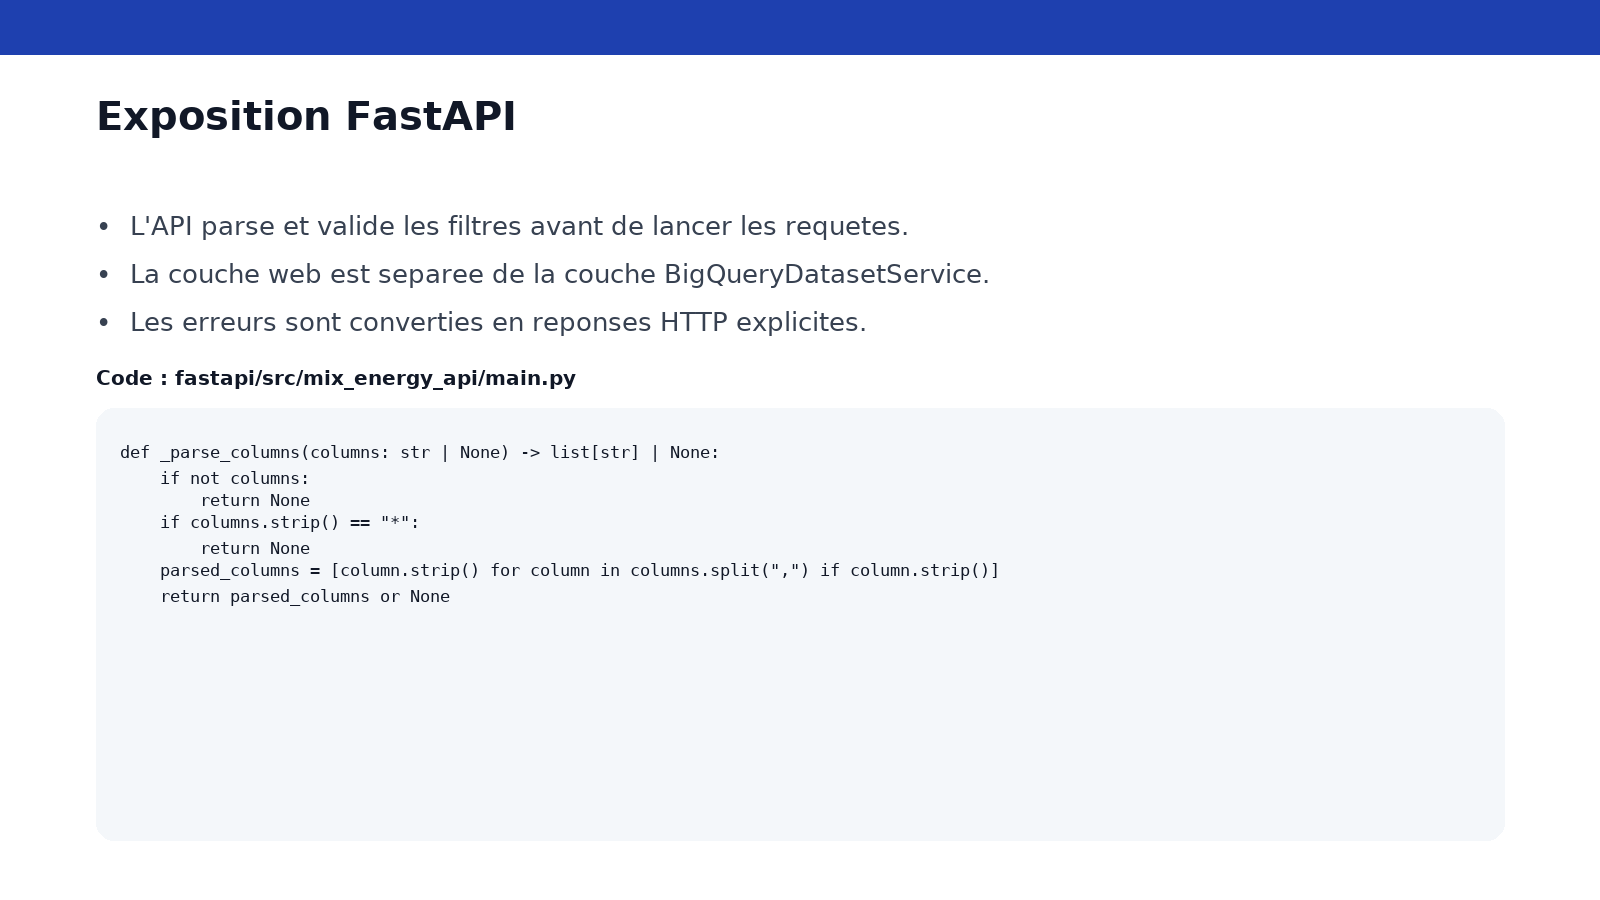 Exposition FastAPI
• L'API parse et valide les filtres avant de lancer les requetes.
• La couche web est separee de la couche BigQueryDatasetService.
• Les erreurs sont converties en reponses HTTP explicites.
Code : fastapi/src/mix_energy_api/main.py
def _parse_columns(columns: str | None) -> list[str] | None:
    if not columns:
        return None
    if columns.strip() == "*":
        return None
    parsed_columns = [column.strip() for column in columns.split(",") if column.strip()]
    return parsed_columns or None